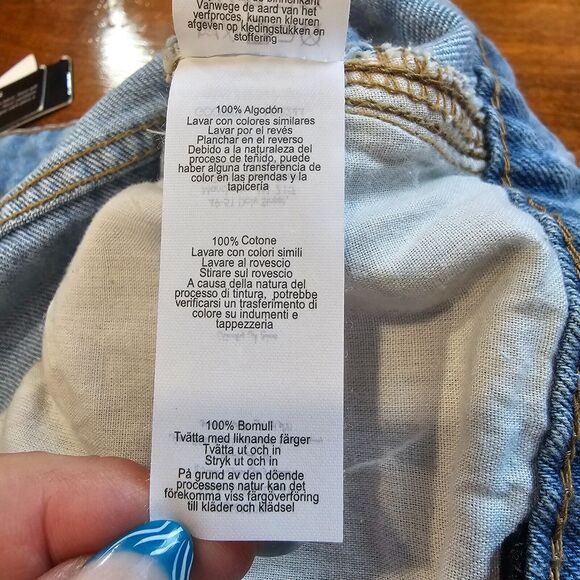 Vanwege de aard van het
verfproces, kunnen kleuren
afgeven op kledingstukken en
stoffering
100% Algodón
Lavar con colores similares
Lavar por el revés
Planchar en el reverso
Debido a la naturaleza del
proceso de teñido, puede
haber alguna transferencia de
color en las prendas y la
tapicería
100% Cotone
Lavare con colori simili
Lavare al rovescio
Stirare sul rovescio
A causa della natura del
processo di tintura, potrebbe
verificarsi un trasferimento di
colore su indumenti e
tappezzeria
100% Bomull
Tvätta med liknande färger
Tvätta ut och in
Stryk ut och in
På grund av den döende
processens natur kan det
förekomma viss färgöverföring
till kläder och klädsel